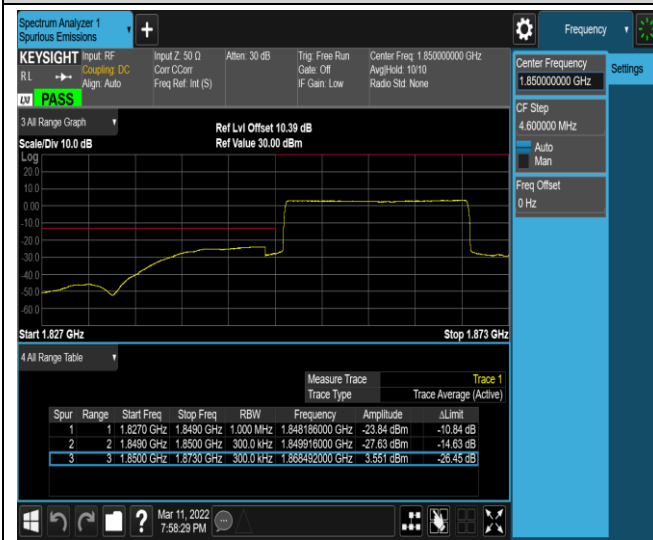 Spectrum Analyzer 1
Spurious Emissions
+
Frequency
KEYSIGHT
RL
Input: RF
Coupling: DC
Align: Auto
Input Z: 50 Ω
Corr CCorr
Freq Ref: Int (S)
Atten: 30 dB
Trig: Free Run
Gate: Off
IF Gain: Low
Center Freq: 1.850000000 GHz
Avg|Hold: 10/10
Radio Std: None
LXI PASS
Center Frequency
1.850000000 GHz
Settings
CF Step
4.600000 MHz
Auto
Man
Freq Offset
0 Hz
3 All Range Graph
Scale/Div 10.0 dB
Ref Lvl Offset 10.39 dB
Ref Value 30.00 dBm
Log
20.0
10.0
0.00
-10.0
-20.0
-30.0
-40.0
-50.0
-60.0
Start 1.827 GHz
Stop 1.873 GHz
4 All Range Table
Measure Trace Trace 1
Trace Type Trace Average (Active)
Spur Range Start Freq Stop Freq RBW Frequency Amplitude ΔLimit
1 1 1.8270 GHz 1.8490 GHz 1.000 MHz 1.848186000 GHz -23.84 dBm -10.84 dB
2 2 1.8490 GHz 1.8500 GHz 300.0 kHz 1.849916000 GHz -27.63 dBm -14.63 dB
3 3 1.8500 GHz 1.8730 GHz 300.0 kHz 1.868492000 GHz 3.551 dBm -26.45 dB
?
Mar 11, 2022
7:58:29 PM